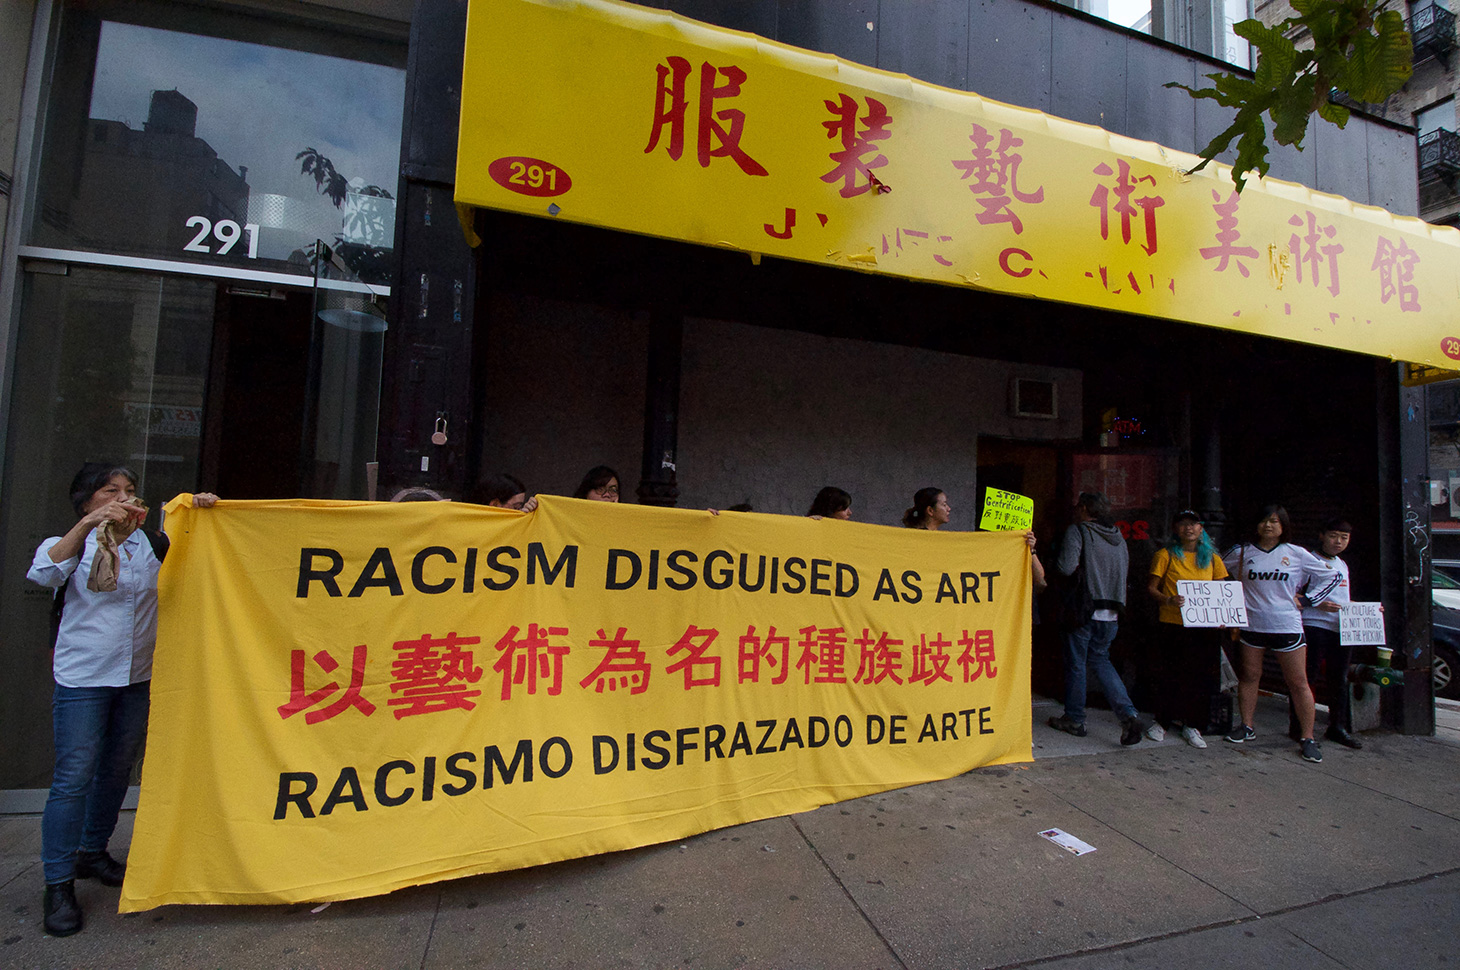 服裝藝術美術館
291
291
RACISM DISGUISED AS ART
以藝術為名的種族歧視
RACISMO DISFRAZADO DE ARTE
STOP
Gentrification!
THIS IS
NOT MY
CULTURE
bwin
MY CULTURE
IS NOT YOURS
FOR THE PICKING
ATM